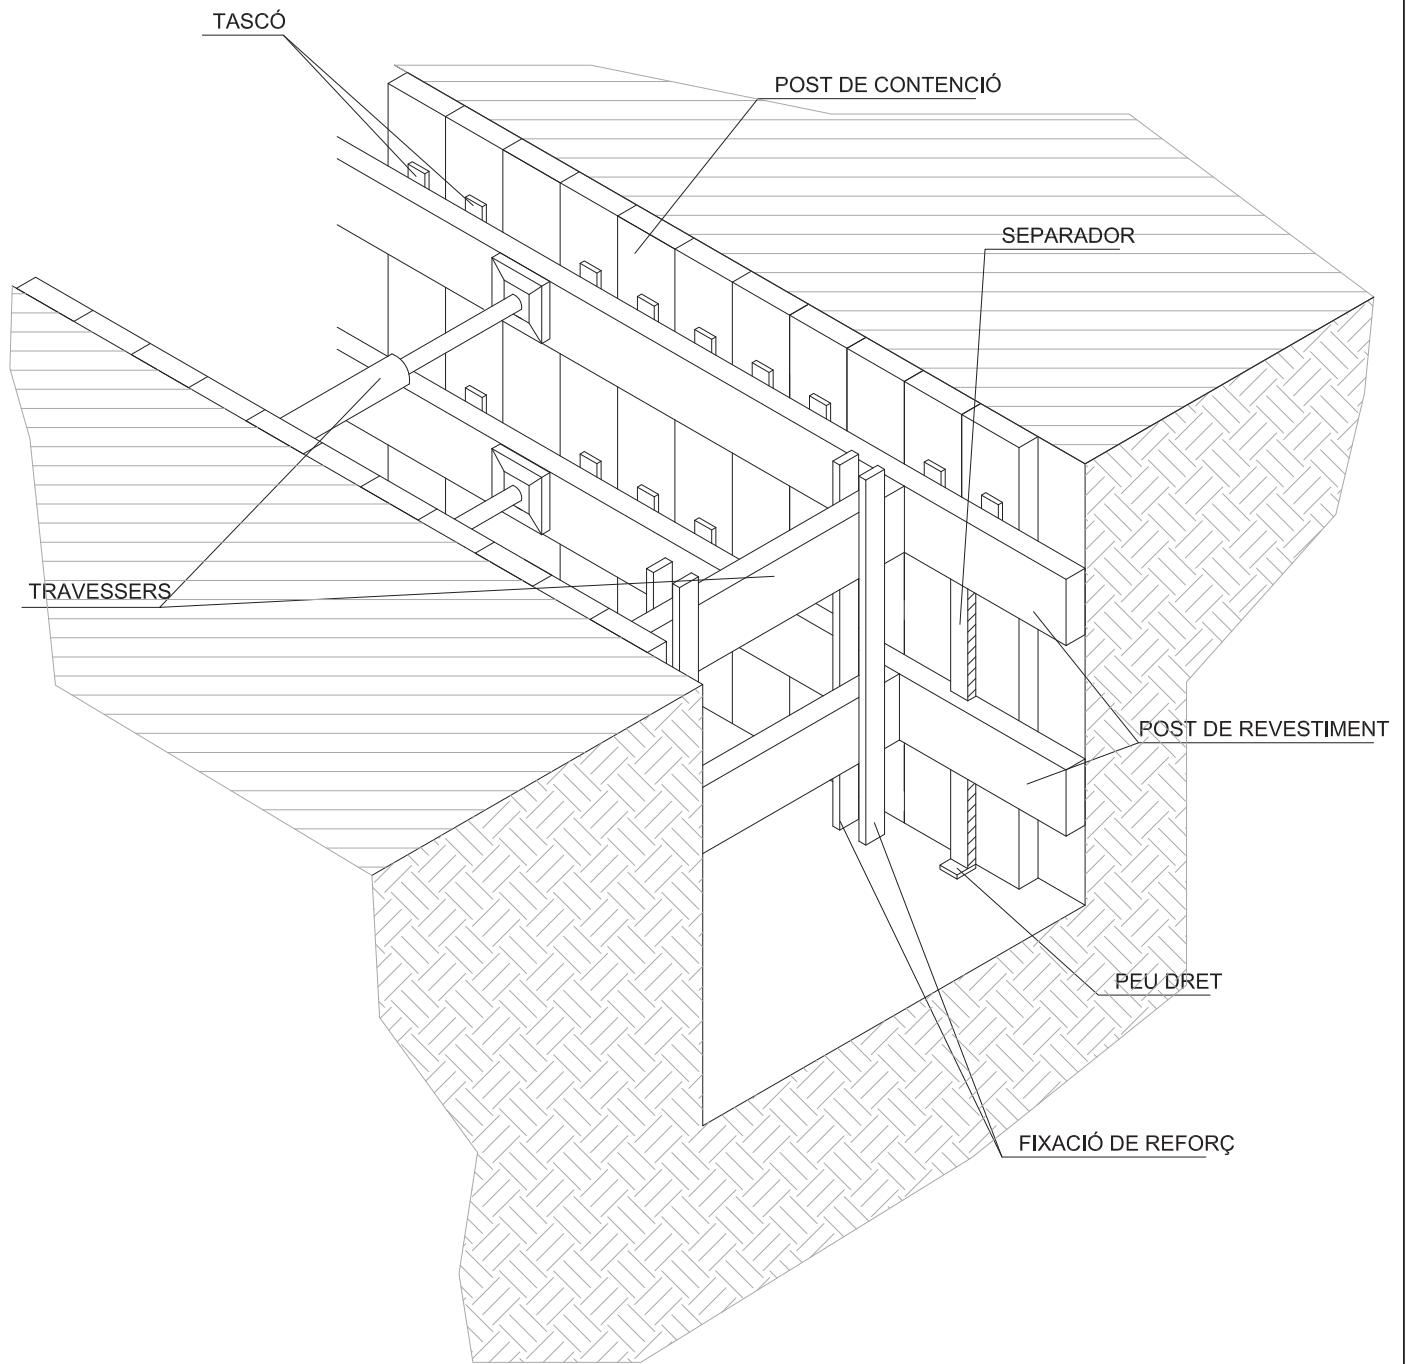 TASCÓ
POST DE CONTENCIÓ
SEPARADOR
TRAVESSERS
POST DE REVESTIMENT
PEU DRET
FIXACIÓ DE REFORÇ